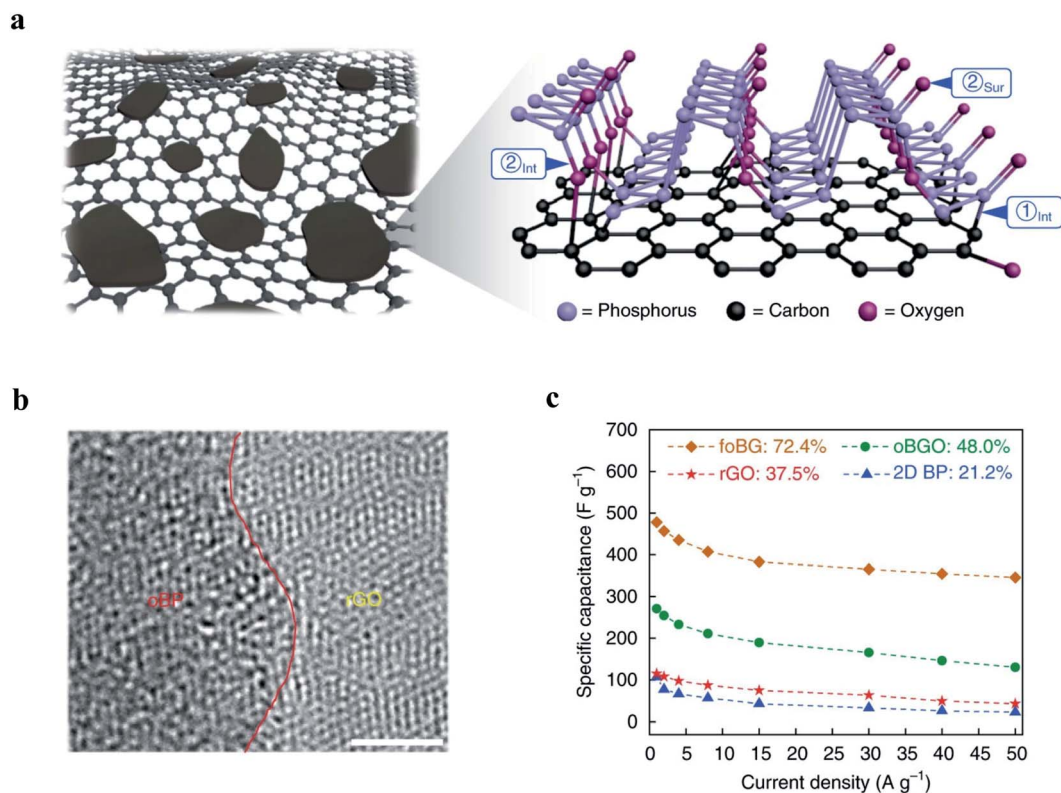 a
②Sur
②Int
①Int
= Phosphorus = Carbon = Oxygen
b
oBP
rGO
c
700
600
500
400
300
200
100
0
Specific capacitance (F g⁻¹)
foBG: 72.4%
oBGO: 48.0%
rGO: 37.5%
2D BP: 21.2%
0 5 10 15 20 25 30 35 40 45 50
Current density (A g⁻¹)